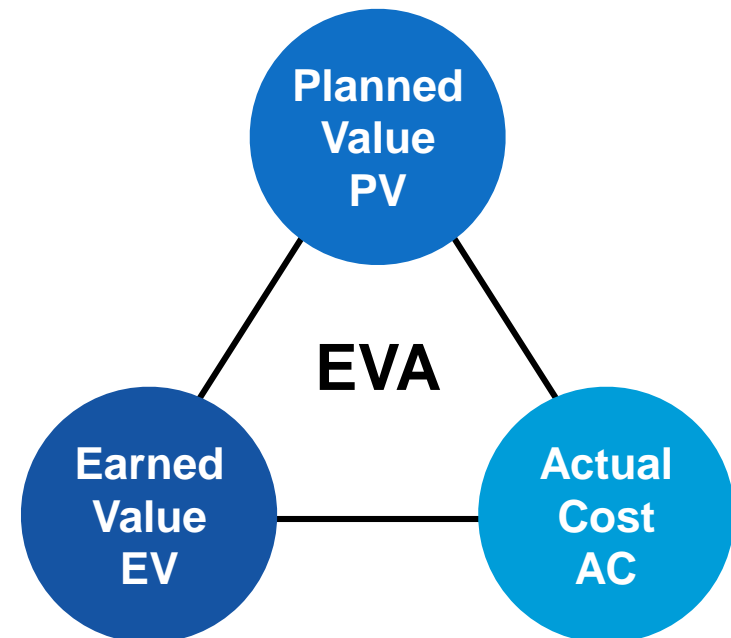 Planned
Value
PV
EVA
Earned
Value
EV
Actual
Cost
AC